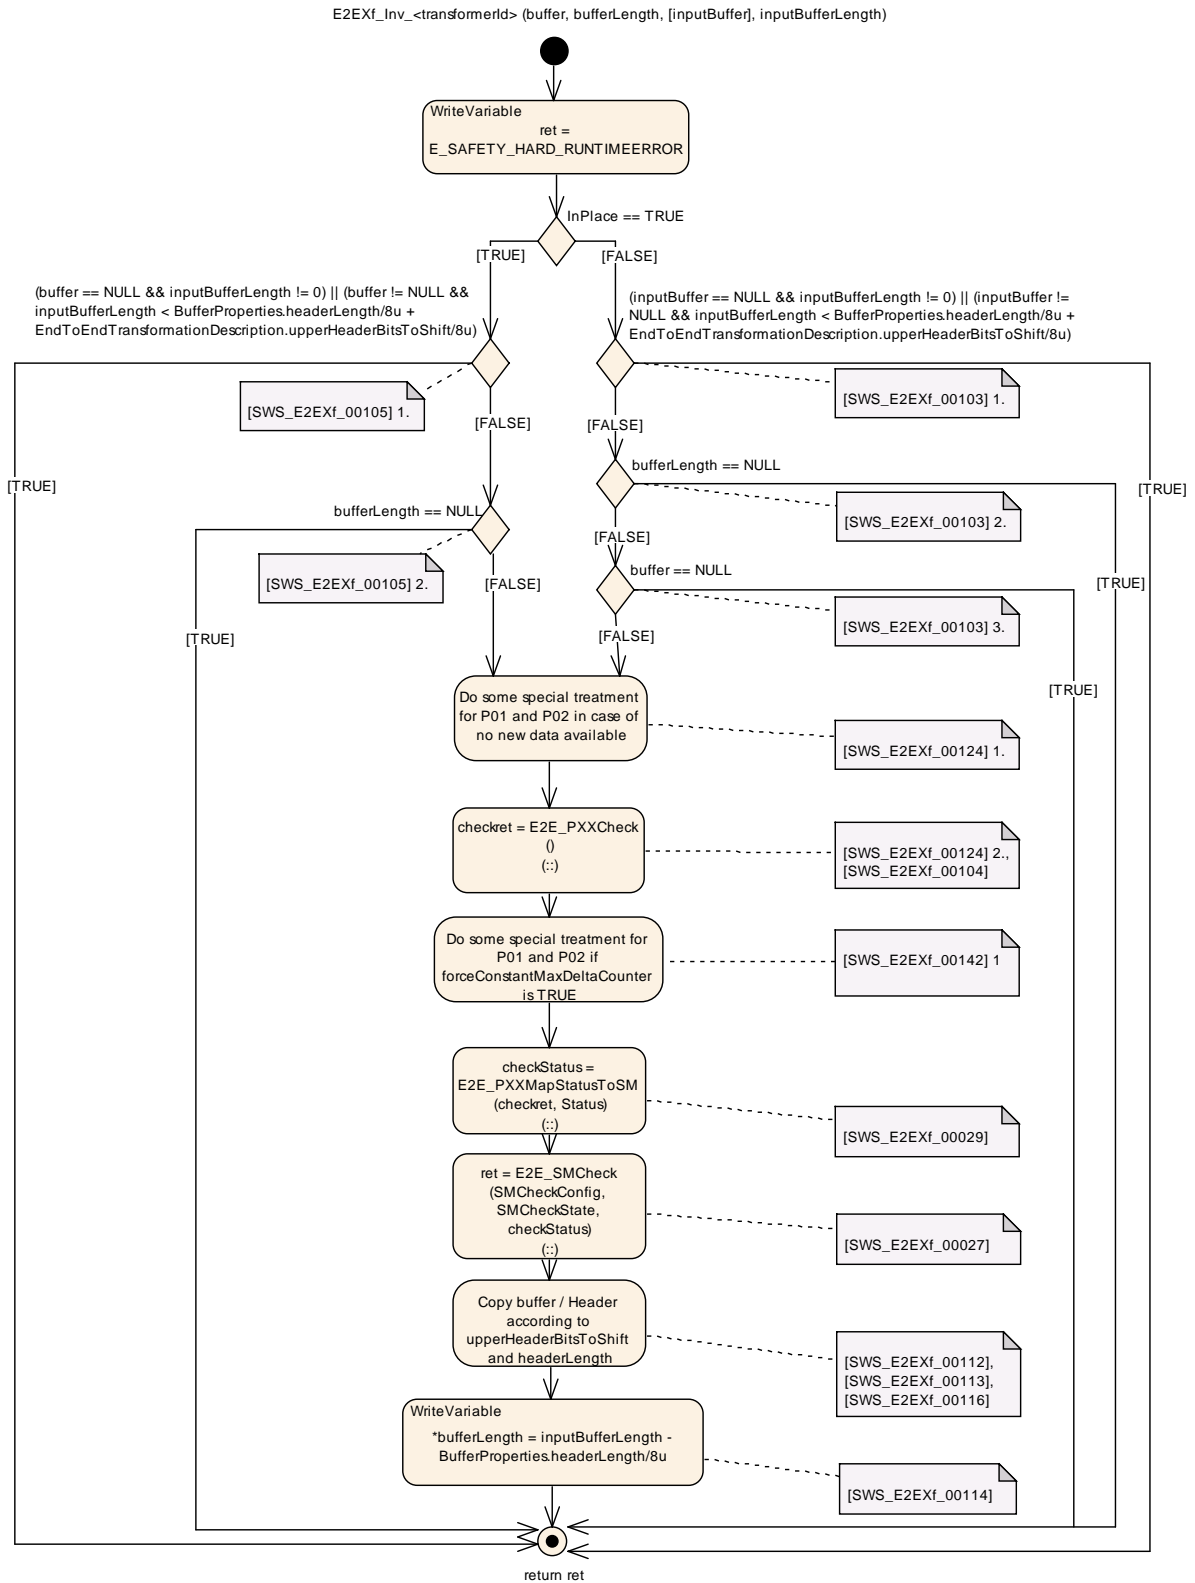 E2EXf_Inv_<transformerId> (buffer, bufferLength, [inputBuffer], inputBufferLength)
WriteVariable
ret =
E_SAFETY_HARD_RUNTIMEERROR
InPlace == TRUE
[TRUE]
[FALSE]
(buffer == NULL && inputBufferLength != 0) || (buffer != NULL &&
inputBufferLength < BufferProperties.headerLength/8u +
EndToEndTransformationDescription.upperHeaderBitsToShift/8u)
(inputBuffer == NULL && inputBufferLength != 0) || (inputBuffer !=
NULL && inputBufferLength < BufferProperties.headerLength/8u +
EndToEndTransformationDescription.upperHeaderBitsToShift/8u)
[SWS_E2EXf_00105] 1.
[SWS_E2EXf_00103] 1.
[FALSE]
[FALSE]
bufferLength == NULL
[TRUE]
[TRUE]
bufferLength == NULL
[SWS_E2EXf_00103] 2.
[FALSE]
buffer == NULL
[SWS_E2EXf_00105] 2.
[FALSE]
[TRUE]
[SWS_E2EXf_00103] 3.
[TRUE]
[FALSE]
[TRUE]
Do some special treatment
for P01 and P02 in case of
no new data available
[SWS_E2EXf_00124] 1.
checkret = E2E_PXXCheck
()
(::)
[SWS_E2EXf_00124] 2.,
[SWS_E2EXf_00104]
Do some special treatment for
P01 and P02 if
forceConstantMaxDeltaCounter
is TRUE
[SWS_E2EXf_00142] 1
checkStatus =
E2E_PXXMapStatusToSM
(checkret, Status)
(::)
[SWS_E2EXf_00029]
ret = E2E_SMCheck
(SMCheckConfig,
SMCheckState,
checkStatus)
(::)
[SWS_E2EXf_00027]
Copy buffer / Header
according to
upperHeaderBitsToShift
and headerLength
[SWS_E2EXf_00112],
[SWS_E2EXf_00113],
[SWS_E2EXf_00116]
WriteVariable
*bufferLength = inputBufferLength -
BufferProperties.headerLength/8u
[SWS_E2EXf_00114]
return ret